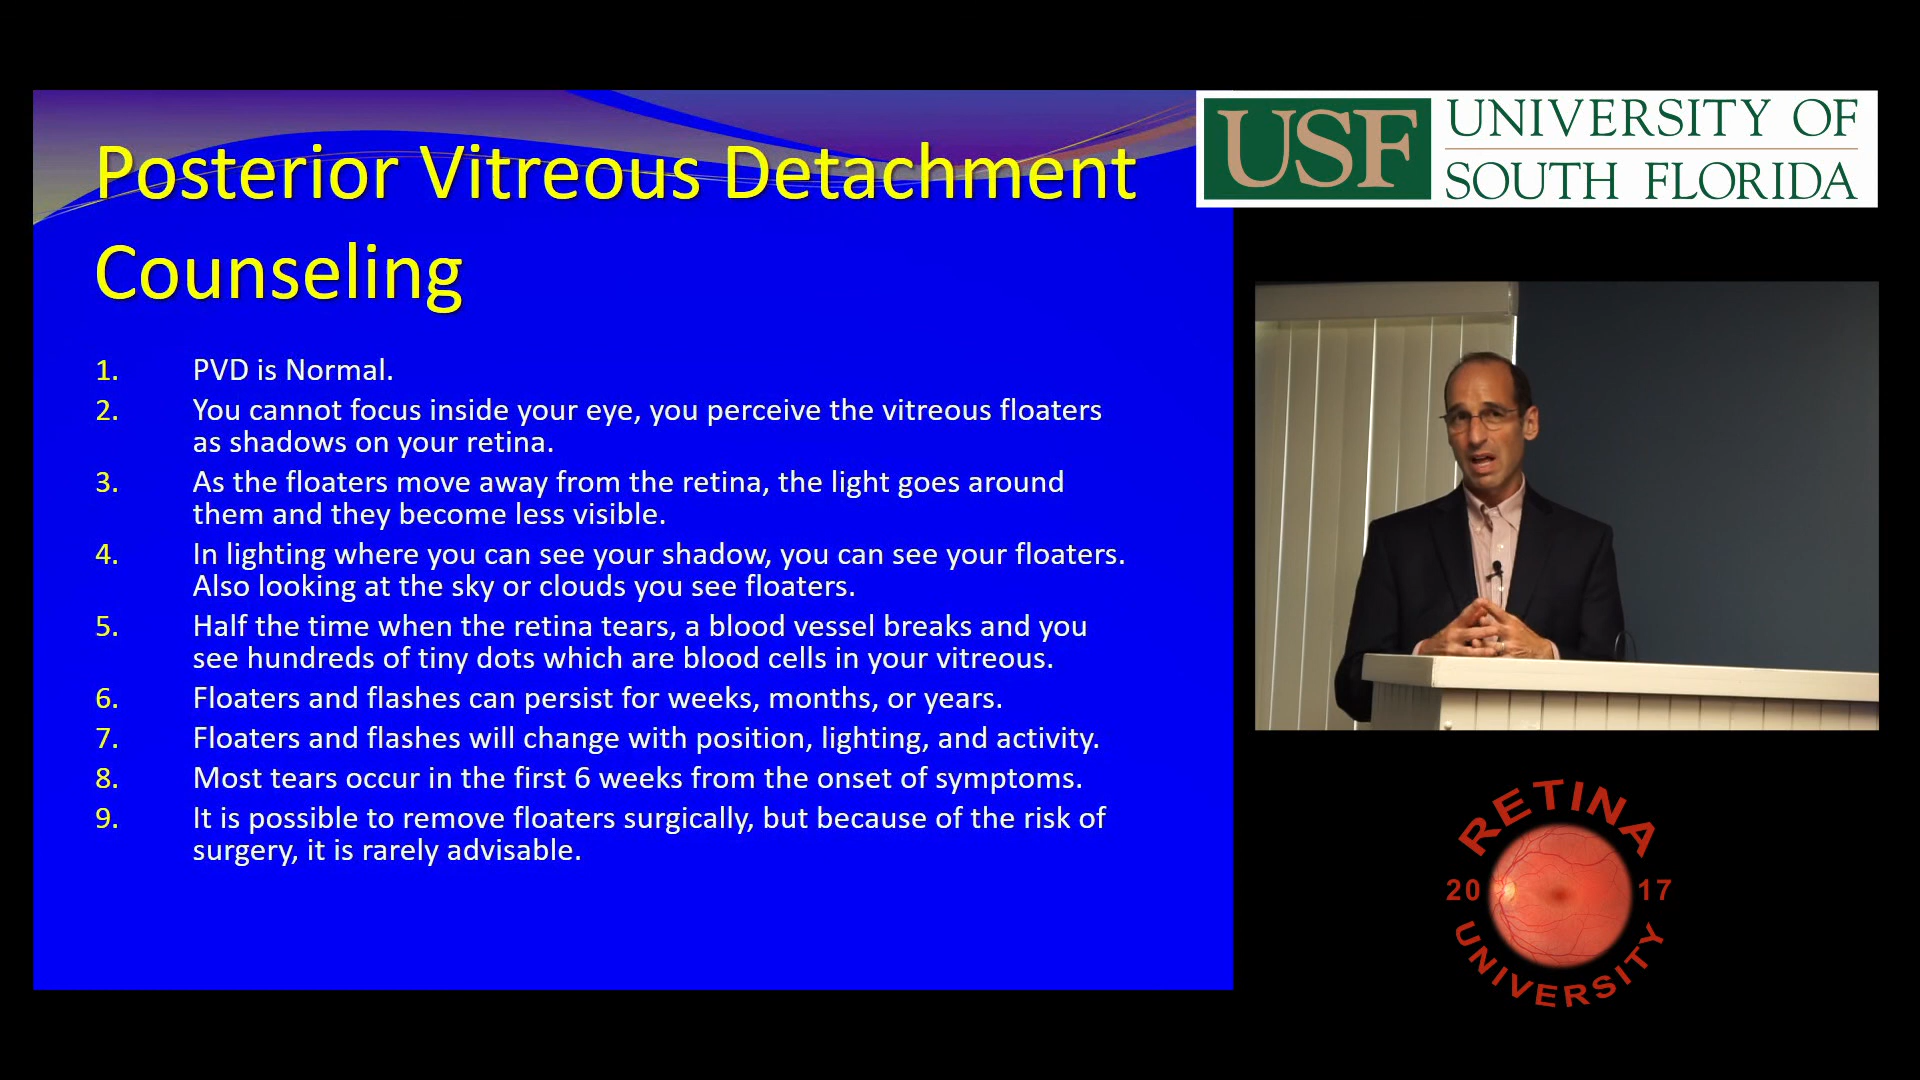 Posterior Vitreous Detachment
Counseling
1. PVD is Normal.
2. You cannot focus inside your eye, you perceive the vitreous floaters
as shadows on your retina.
3. As the floaters move away from the retina, the light goes around
them and they become less visible.
4. In lighting where you can see your shadow, you can see your floaters.
Also looking at the sky or clouds you see floaters.
5. Half the time when the retina tears, a blood vessel breaks and you
see hundreds of tiny dots which are blood cells in your vitreous.
6. Floaters and flashes can persist for weeks, months, or years.
7. Floaters and flashes will change with position, lighting, and activity.
8. Most tears occur in the first 6 weeks from the onset of symptoms.
9. It is possible to remove floaters surgically, but because of the risk of
surgery, it is rarely advisable.
USF
UNIVERSITY OF
SOUTH FLORIDA
RETINA
20 17
UNIVERSITY